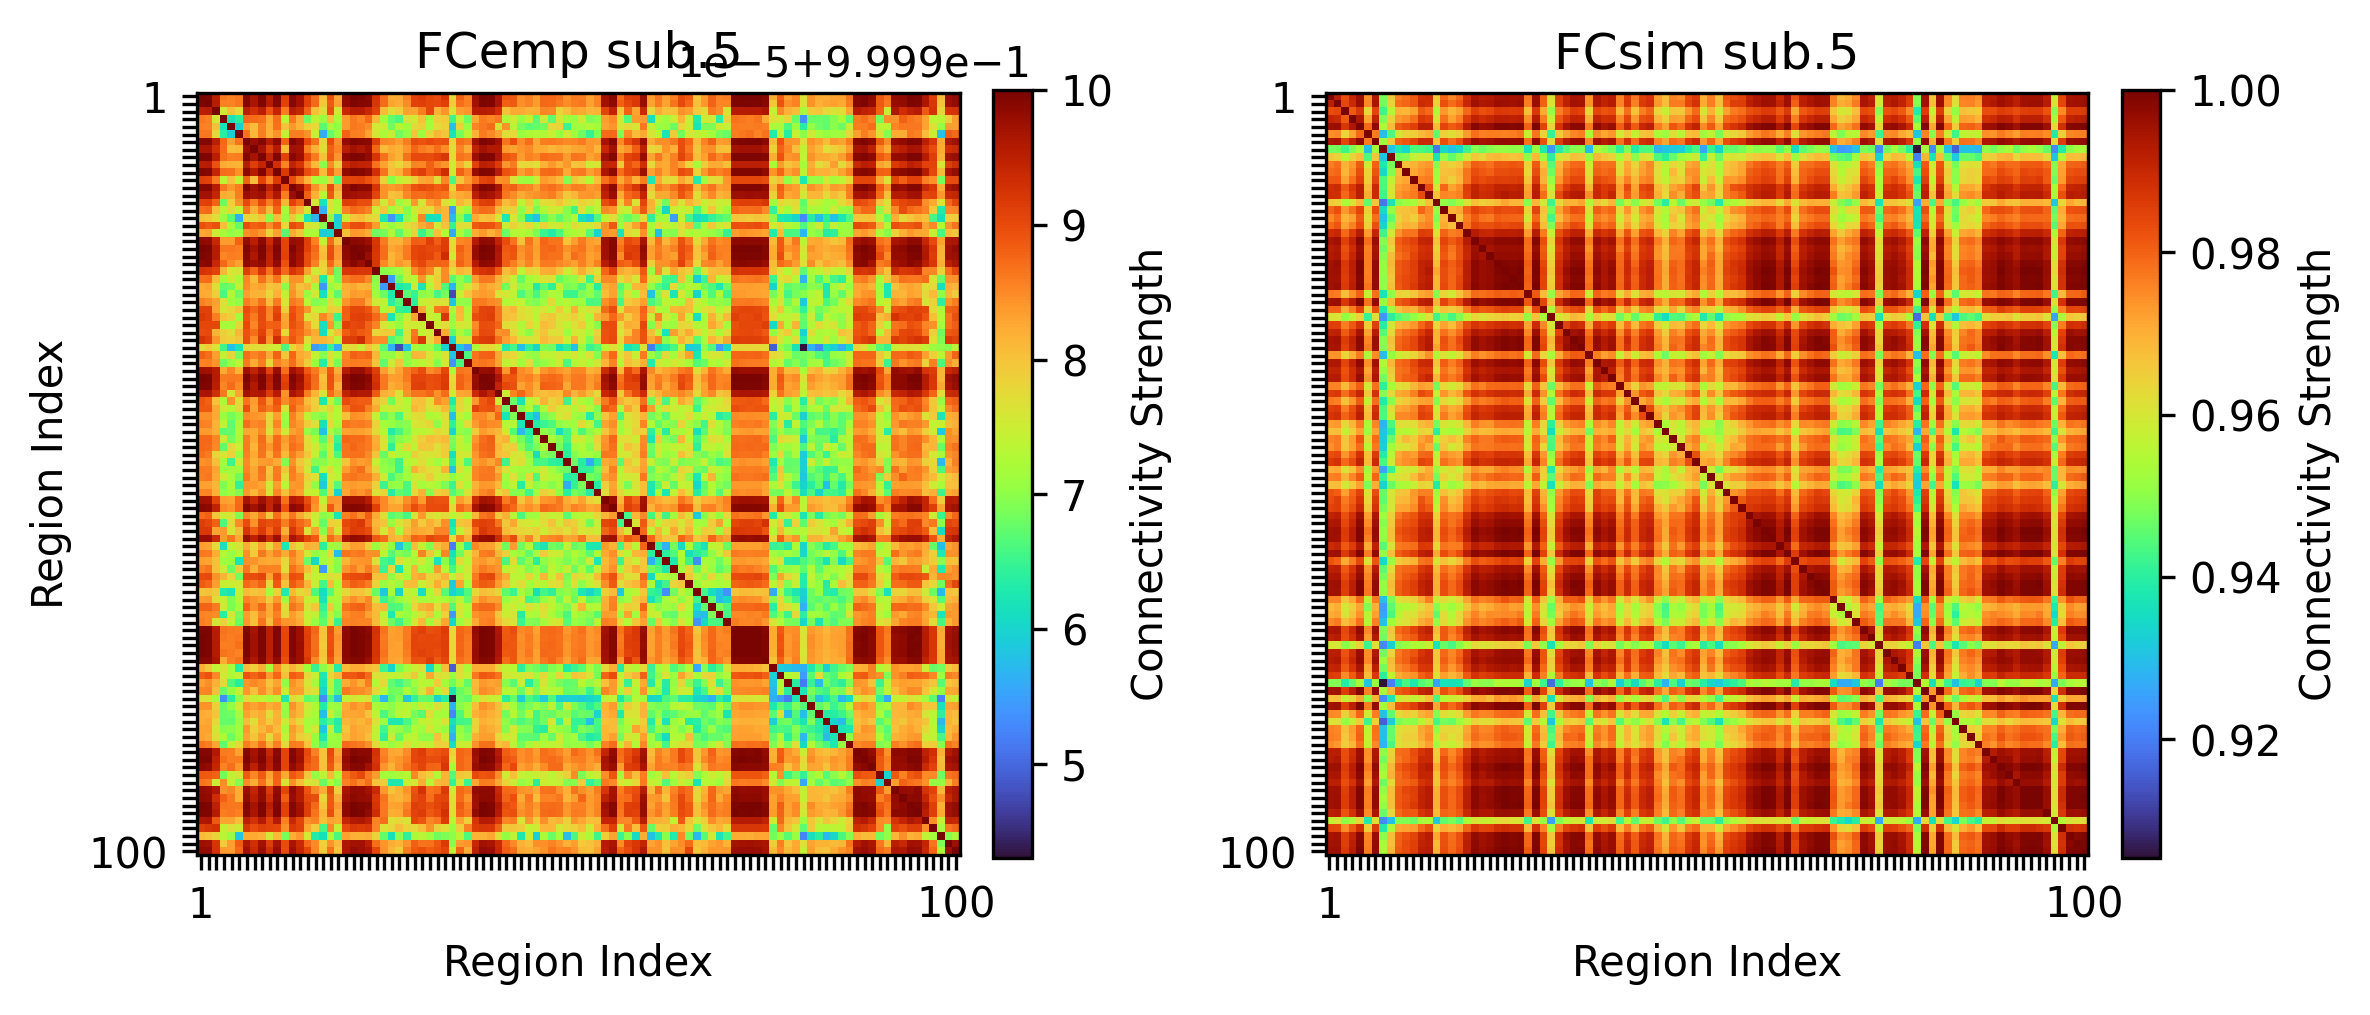 FCemp sub.5
1e−5+9.999e−1
1
100
1
100
Region Index
Region Index
10
9
8
7
6
5
Connectivity Strength
FCsim sub.5
1
100
1
100
Region Index
1.00
0.98
0.96
0.94
0.92
Connectivity Strength